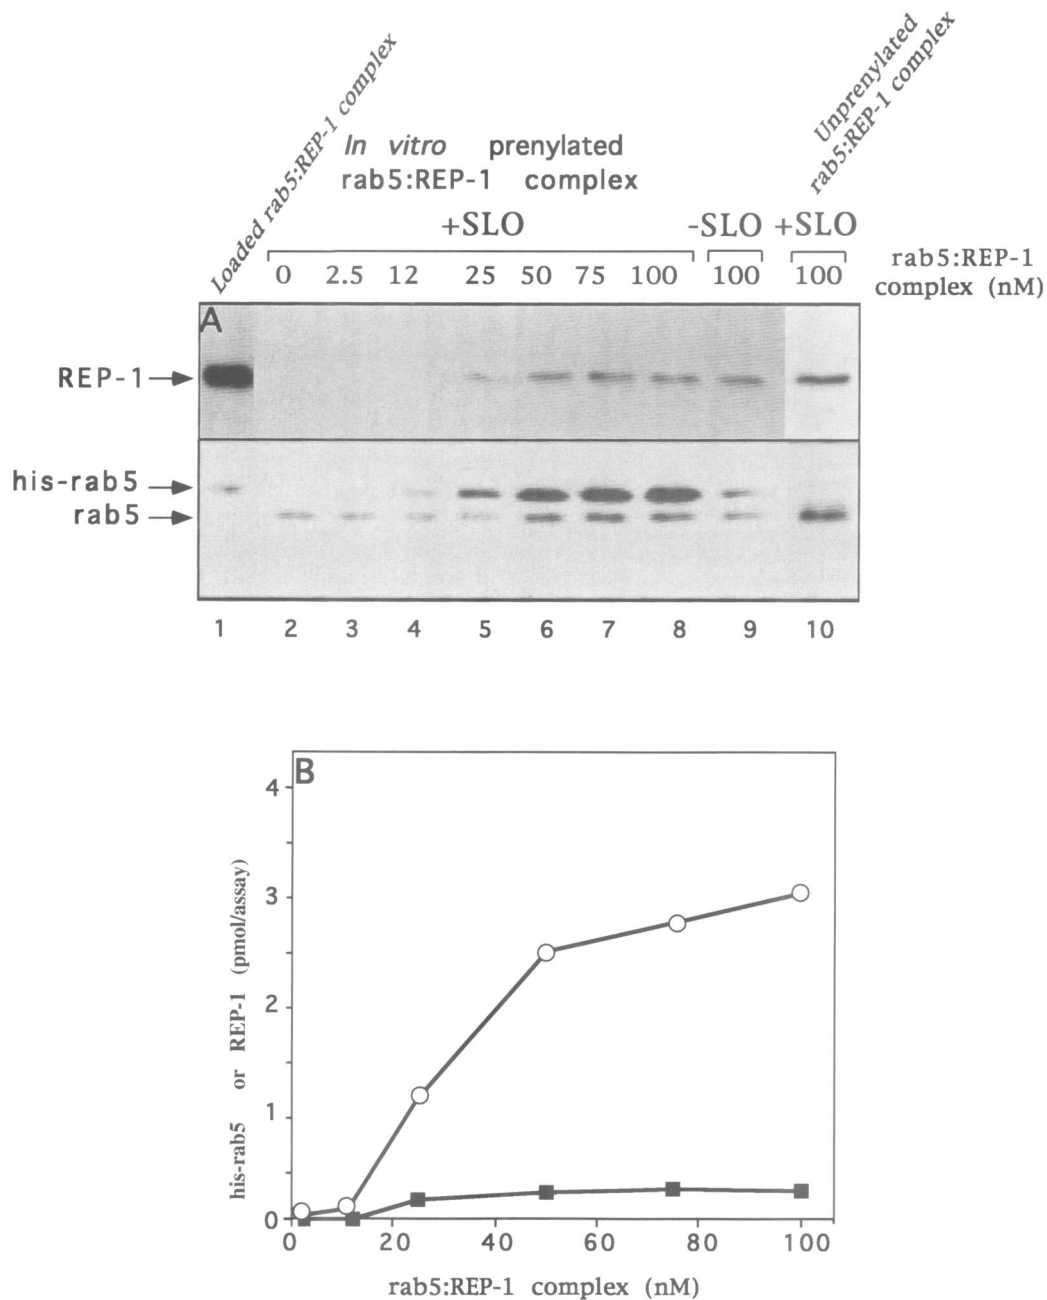 Loaded rab5:REP-1 complex
In vitro prenylated
rab5:REP-1 complex
Unprenylated
rab5:REP-1 complex
+SLO
-SLO
+SLO
0 2.5 12 25 50 75 100 100 100
rab5:REP-1
complex (nM)
A
REP-1
his-rab5
rab5
1 2 3 4 5 6 7 8 9 10
B
4
3
2
1
0
his-rab5 or REP-1 (pmol/assay)
0 20 40 60 80 100
rab5:REP-1 complex (nM)